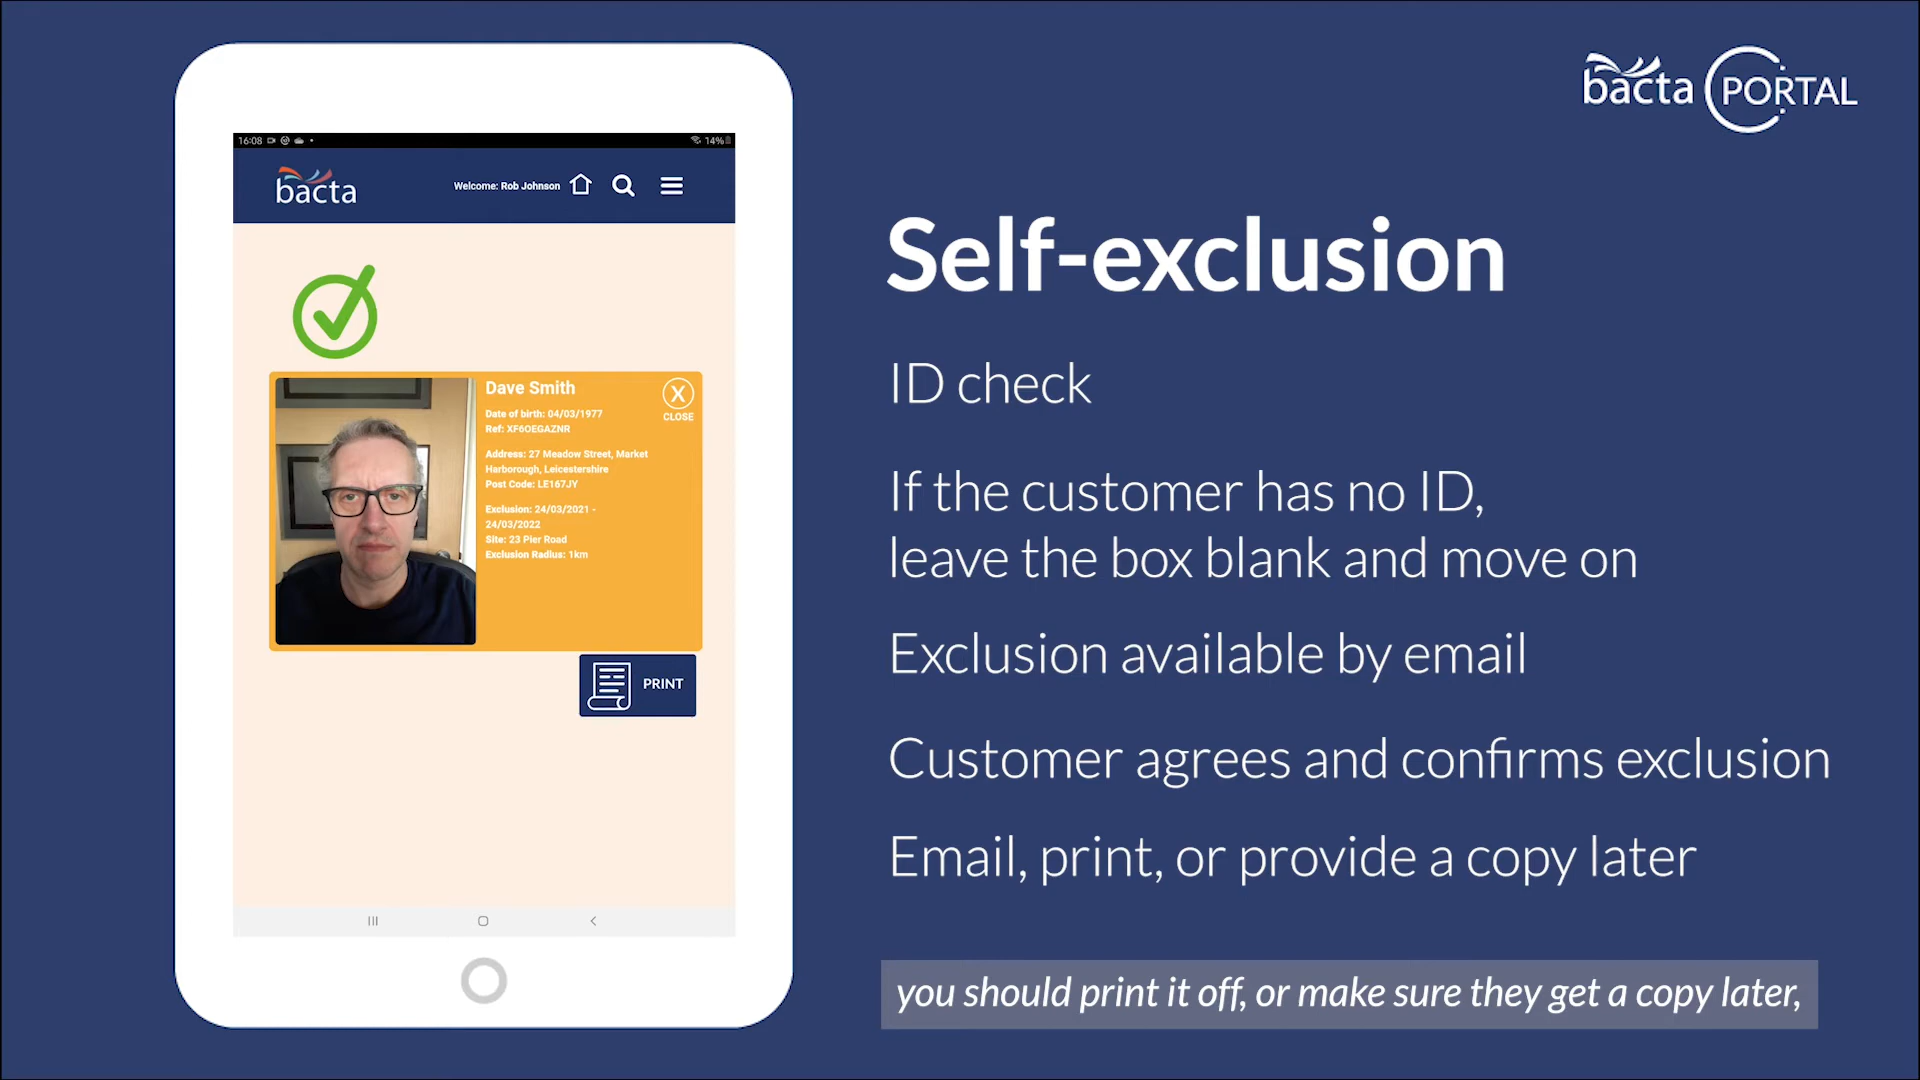 bacta PORTAL
16:08
14%
bacta
Welcome: Rob Johnson
Dave Smith
X
CLOSE
Date of birth: 04/03/1977
Ref: XF6OEGAZNR
Address: 27 Meadow Street, Market
Harborough, Leicestershire
Post Code: LE167JY
Exclusion: 24/03/2021 -
24/03/2022
Site: 23 Pier Road
Exclusion Radius: 1km
PRINT
Self-exclusion
ID check
If the customer has no ID,
leave the box blank and move on
Exclusion available by email
Customer agrees and confirms exclusion
Email, print, or provide a copy later
you should print it off, or make sure they get a copy later,